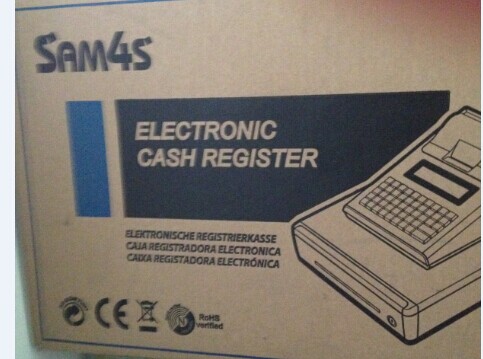 SAM4S
ELECTRONIC
CASH REGISTER
ELEKTRONISCHE REGISTRIERKASSE
CAJA REGISTRADORA ELECTRONICA
CAIXA REGISTADORA ELECTRÓNICA
CE
RoHS
verified